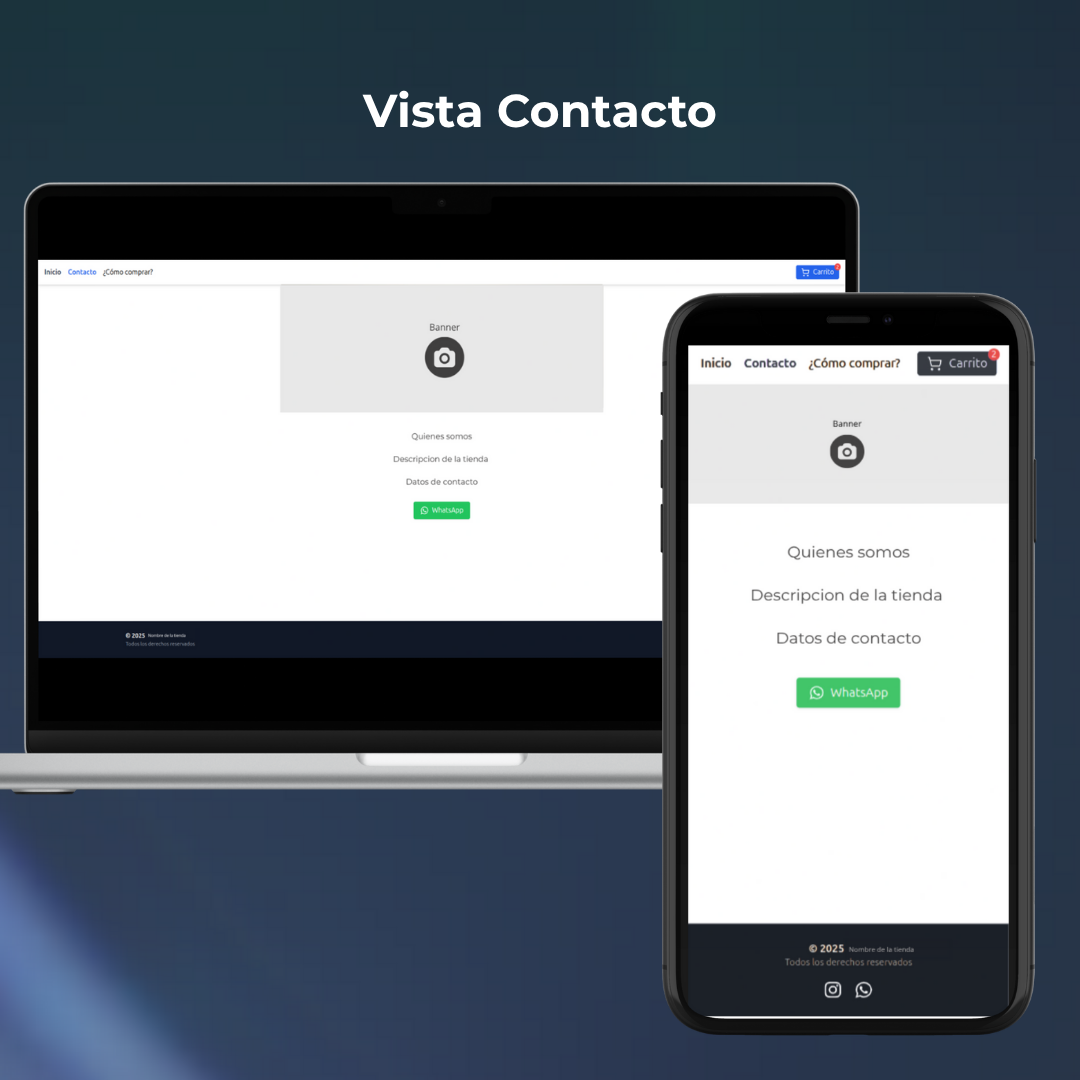 Vista Contacto
Inicio Contacto ¿Cómo comprar? Carrito
Banner
Quienes somos
Descripcion de la tienda
Datos de contacto
WhatsApp
© 2025 Nombre de la tienda
Todos los derechos reservados
Inicio Contacto ¿Cómo comprar? Carrito 2
Banner
Quienes somos
Descripcion de la tienda
Datos de contacto
WhatsApp
© 2025 Nombre de la tienda
Todos los derechos reservados